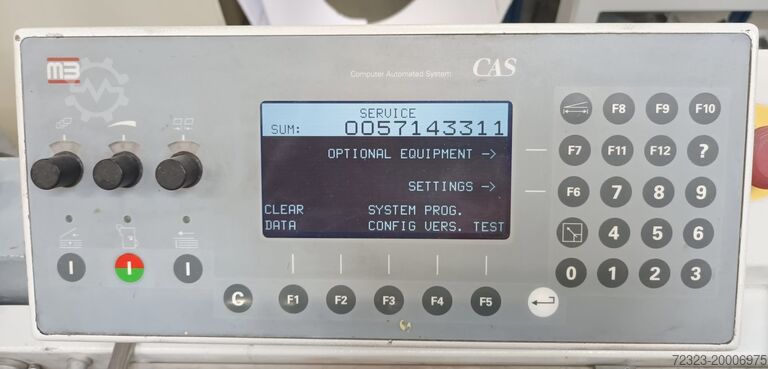 MB
Computer Automated System CAS
SERVICE
SUM: 0057143311
OPTIONAL EQUIPMENT ->
SETTINGS ->
CLEAR SYSTEM PROG.
DATA CONFIG VERS. TEST
F8 F9 F10
F7 F11 F12 ?
F6 7 8 9
4 5 6
0 1 2 3
I I I
C F1 F2 F3 F4 F5
72323-20006975